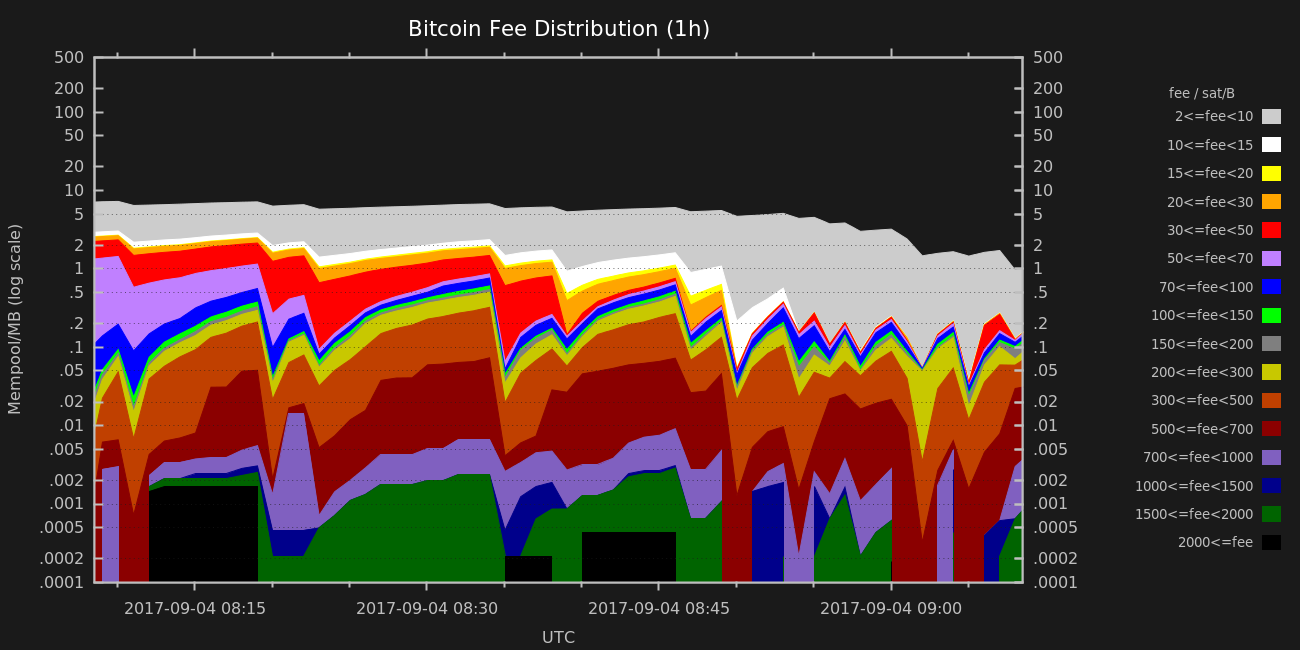 Bitcoin Fee Distribution (1h)
500 500
200 200
100 100
50 50
20 20
10 10
5 5
2 2
1 1
.5 .5
.2 .2
.1 .1
.05 .05
.02 .02
.01 .01
.005 .005
.002 .002
.001 .001
.0005 .0005
.0002 .0002
.0001 .0001
Mempool/MB (log scale)
2017-09-04 08:15 2017-09-04 08:30 2017-09-04 08:45 2017-09-04 09:00
UTC
fee / sat/B
2<=fee<10
10<=fee<15
15<=fee<20
20<=fee<30
30<=fee<50
50<=fee<70
70<=fee<100
100<=fee<150
150<=fee<200
200<=fee<300
300<=fee<500
500<=fee<700
700<=fee<1000
1000<=fee<1500
1500<=fee<2000
2000<=fee